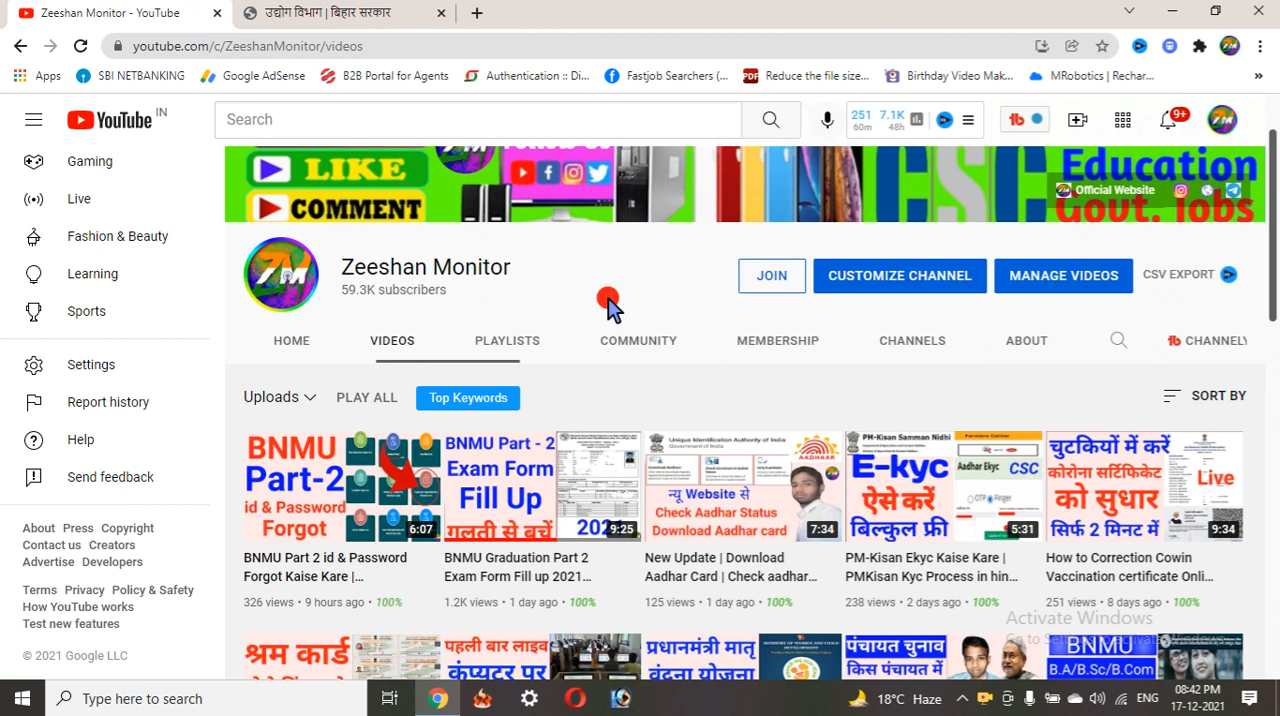 Zeeshan Monitor - YouTube
उद्योग विभाग | बिहार सरकार
youtube.com/c/ZeeshanMonitor/videos
Apps
SBI NETBANKING
Google AdSense
B2B Portal for Agents
Authentication :: Di...
Fastjob Searchers (...
PDF
Reduce the file size...
Birthday Video Mak...
MRobotics | Rechar...
»
YouTube IN
Search
251 7.1K
60m 48h
9+
ZM
Gaming
Live
Fashion & Beauty
Learning
Sports
Settings
Report history
Help
Send feedback
About Press Copyright
Contact us Creators
Advertise Developers
Terms Privacy Policy & Safety
How YouTube works
Test new features
LIKE
COMMENT
CSC
Education
Govt. Jobs
Official Website
ZM
Zeeshan Monitor
59.3K subscribers
JOIN
CUSTOMIZE CHANNEL
MANAGE VIDEOS
CSV EXPORT
HOME
VIDEOS
PLAYLISTS
COMMUNITY
MEMBERSHIP
CHANNELS
ABOUT
CHANNELY
Uploads
PLAY ALL
Top Keywords
SORT BY
BNMU
Part-2
id & Password
Forgot
6:07
BNMU Part 2 id & Password
Forgot Kaise Kare |...
326 views • 9 hours ago • 100%
BNMU Part - 2
Exam Form
Fill Up
गलती से बचें
9:25
BNMU Graduation Part 2
Exam Form Fill up 2021...
1.2K views • 1 day ago • 100%
Unique Identification Authority of India
Government of India
AADHAAR
न्यू Website से
Check Aadhar Status
Download Aadhar card
7:34
New Update | Download
Aadhar Card | Check aadhar...
125 views • 1 day ago • 100%
PM-Kisan Samman Nidhi
Farmers Corner
E-kyc
Aadhar Ekyc
CSC
ऐसे करें
बिल्कुल फ्री
5:31
PM-Kisan Ekyc Kaise Kare |
PMKisan Kyc Process in hin...
238 views • 2 days ago • 100%
चुटकियों में करें
कोरोना सर्टिफिकेट
को सुधार
सिर्फ 2 मिनट में
Live
9:34
How to Correction Cowin
Vaccination certificate Onli...
251 views • 8 days ago • 100%
श्रम कार्ड
पहली बार लाइव
कंप्यूटर पर
प्रधानमंत्री मातृ
वंदना योजना
पंचायत चुनाव
किस पंचायत में
BNMU
B.A/B.Sc/B.Com
Activate Windows
Type here to search
18°C Haze
ENG
08:42 PM
17-12-2021